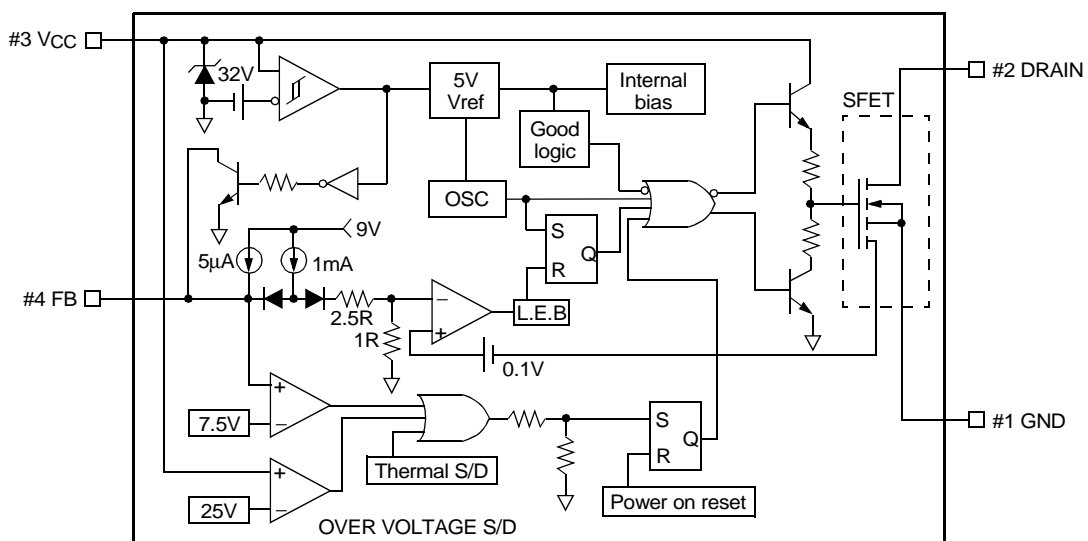 #3 VCC
32V
5V
Vref
Internal
bias
#2 DRAIN
SFET
Good
logic
OSC
9V
5μA
1mA
S
R
Q
#4 FB
2.5R
1R
−
+
L.E.B
0.1V
+
−
7.5V
Thermal S/D
S
R
Q
#1 GND
+
−
25V
Power on reset
OVER VOLTAGE S/D